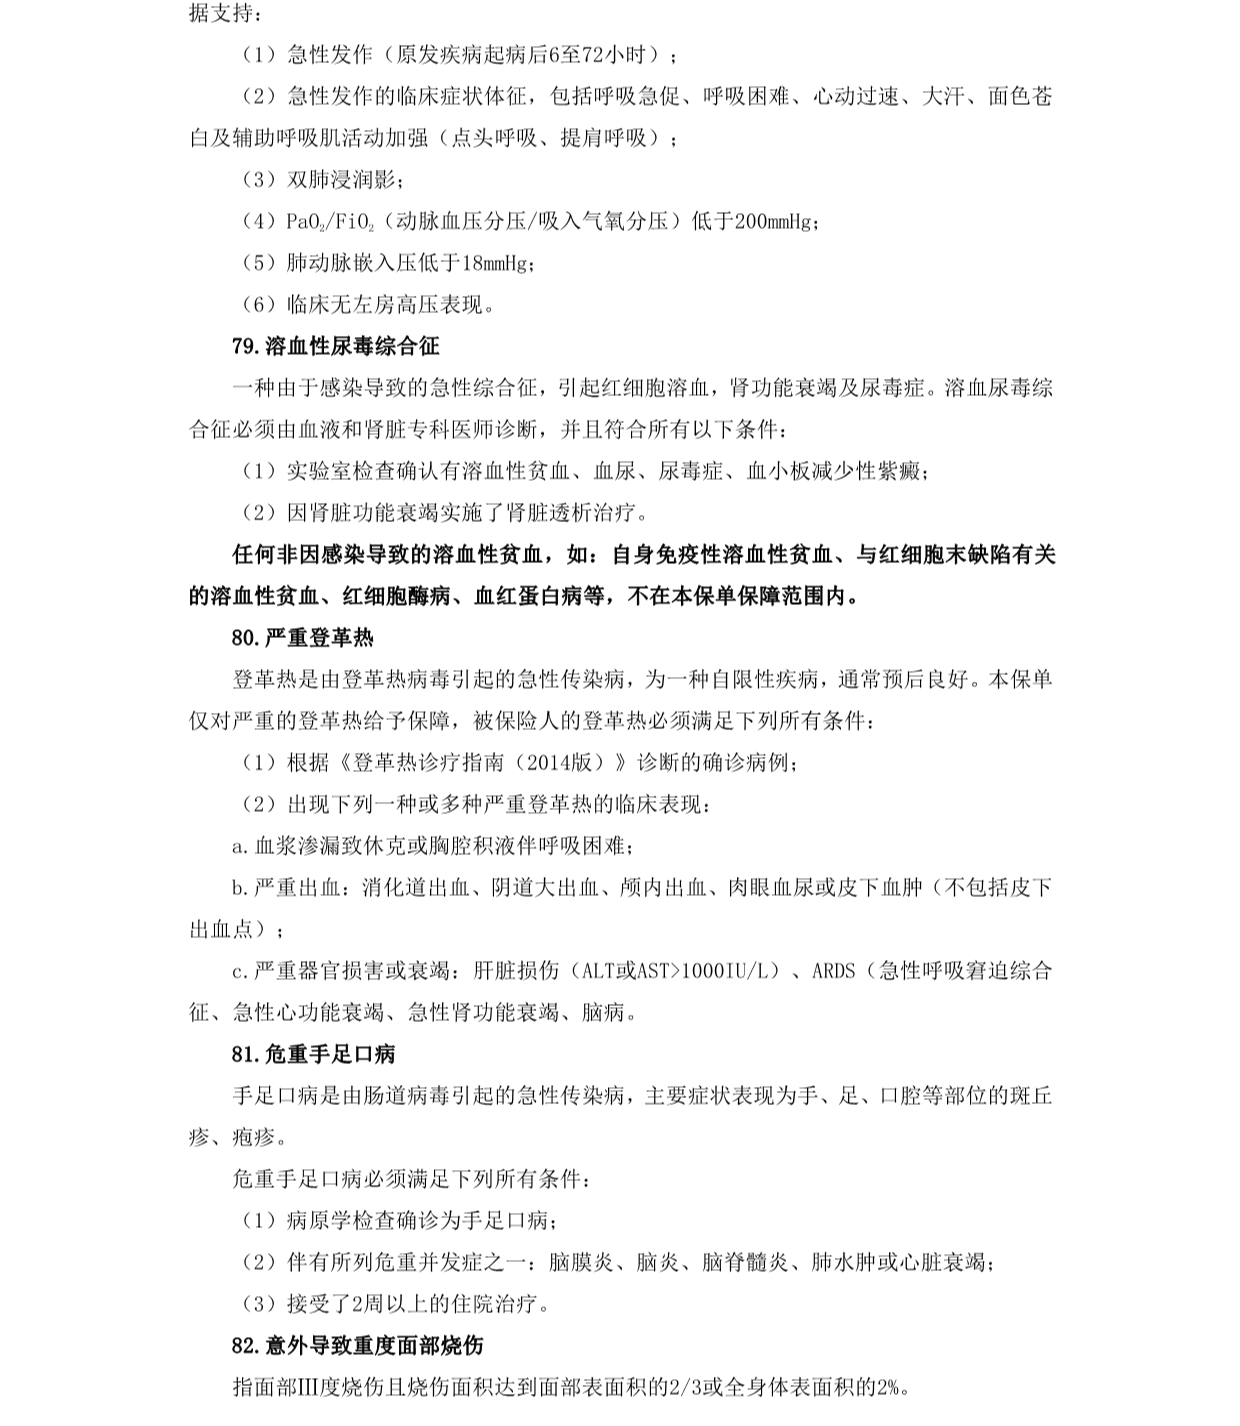 据支持：
（1）急性发作（原发疾病起病后6至72小时）；
（2）急性发作的临床症状体征，包括呼吸急促、呼吸困难、心动过速、大汗、面色苍
白及辅助呼吸肌活动加强（点头呼吸、提肩呼吸）；
（3）双肺浸润影；
（4）PaO₂/FiO₂（动脉血压分压/吸入气氧分压）低于200mmHg；
（5）肺动脉嵌入压低于18mmHg；
（6）临床无左房高压表现。
79.溶血性尿毒综合征
一种由于感染导致的急性综合征，引起红细胞溶血，肾功能衰竭及尿毒症。溶血尿毒综
合征必须由血液和肾脏专科医师诊断，并且符合所有以下条件：
（1）实验室检查确认有溶血性贫血、血尿、尿毒症、血小板减少性紫癜；
（2）因肾脏功能衰竭实施了肾脏透析治疗。
任何非因感染导致的溶血性贫血，如：自身免疫性溶血性贫血、与红细胞末缺陷有关
的溶血性贫血、红细胞酶病、血红蛋白病等，不在本保单保障范围内。
80.严重登革热
登革热是由登革热病毒引起的急性传染病，为一种自限性疾病，通常预后良好。本保单
仅对严重的登革热给予保障，被保险人的登革热必须满足下列所有条件：
（1）根据《登革热诊疗指南（2014版）》诊断的确诊病例；
（2）出现下列一种或多种严重登革热的临床表现：
a.血浆渗漏致休克或胸腔积液伴呼吸困难；
b.严重出血：消化道出血、阴道大出血、颅内出血、肉眼血尿或皮下血肿（不包括皮下
出血点）；
c.严重器官损害或衰竭：肝脏损伤（ALT或AST>1000IU/L）、ARDS（急性呼吸窘迫综合
征、急性心功能衰竭、急性肾功能衰竭、脑病。
81.危重手足口病
手足口病是由肠道病毒引起的急性传染病，主要症状表现为手、足、口腔等部位的斑丘
疹、疱疹。
危重手足口病必须满足下列所有条件：
（1）病原学检查确诊为手足口病；
（2）伴有所列危重并发症之一：脑膜炎、脑炎、脑脊髓炎、肺水肿或心脏衰竭；
（3）接受了2周以上的住院治疗。
82.意外导致重度面部烧伤
指面部Ⅲ度烧伤且烧伤面积达到面部表面积的2/3或全身体表面积的2%。